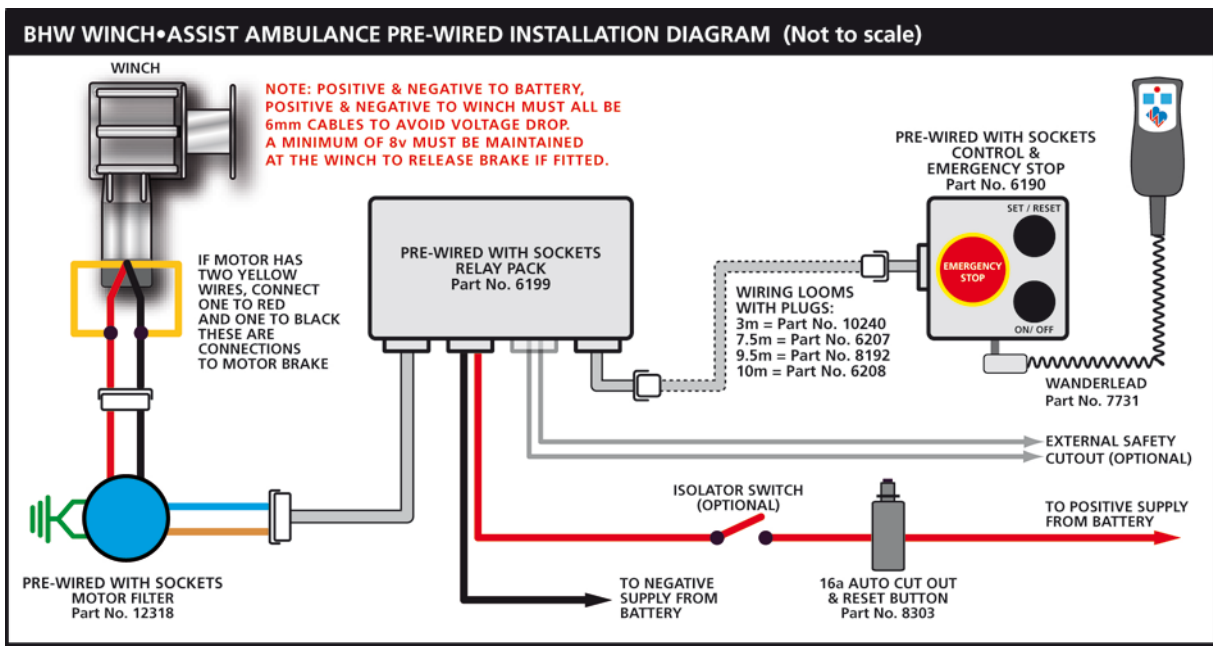 BHW WINCH•ASSIST AMBULANCE PRE-WIRED INSTALLATION DIAGRAM (Not to scale)
WINCH
NOTE: POSITIVE & NEGATIVE TO BATTERY,
POSITIVE & NEGATIVE TO WINCH MUST ALL BE
6mm CABLES TO AVOID VOLTAGE DROP.
A MINIMUM OF 8v MUST BE MAINTAINED
AT THE WINCH TO RELEASE BRAKE IF FITTED.
PRE-WIRED WITH SOCKETS
CONTROL &
EMERGENCY STOP
Part No. 6190
SET / RESET
EMERGENCY
STOP
ON/ OFF
IF MOTOR HAS
TWO YELLOW
WIRES, CONNECT
ONE TO RED
AND ONE TO BLACK
THESE ARE
CONNECTIONS
TO MOTOR BRAKE
PRE-WIRED WITH SOCKETS
RELAY PACK
Part No. 6199
WIRING LOOMS
WITH PLUGS:
3m = Part No. 10240
7.5m = Part No. 6207
9.5m = Part No. 8192
10m = Part No. 6208
WANDERLEAD
Part No. 7731
EXTERNAL SAFETY
CUTOUT (OPTIONAL)
ISOLATOR SWITCH
(OPTIONAL)
TO POSITIVE SUPPLY
FROM BATTERY
PRE-WIRED WITH SOCKETS
MOTOR FILTER
Part No. 12318
TO NEGATIVE
SUPPLY FROM
BATTERY
16a AUTO CUT OUT
& RESET BUTTON
Part No. 8303